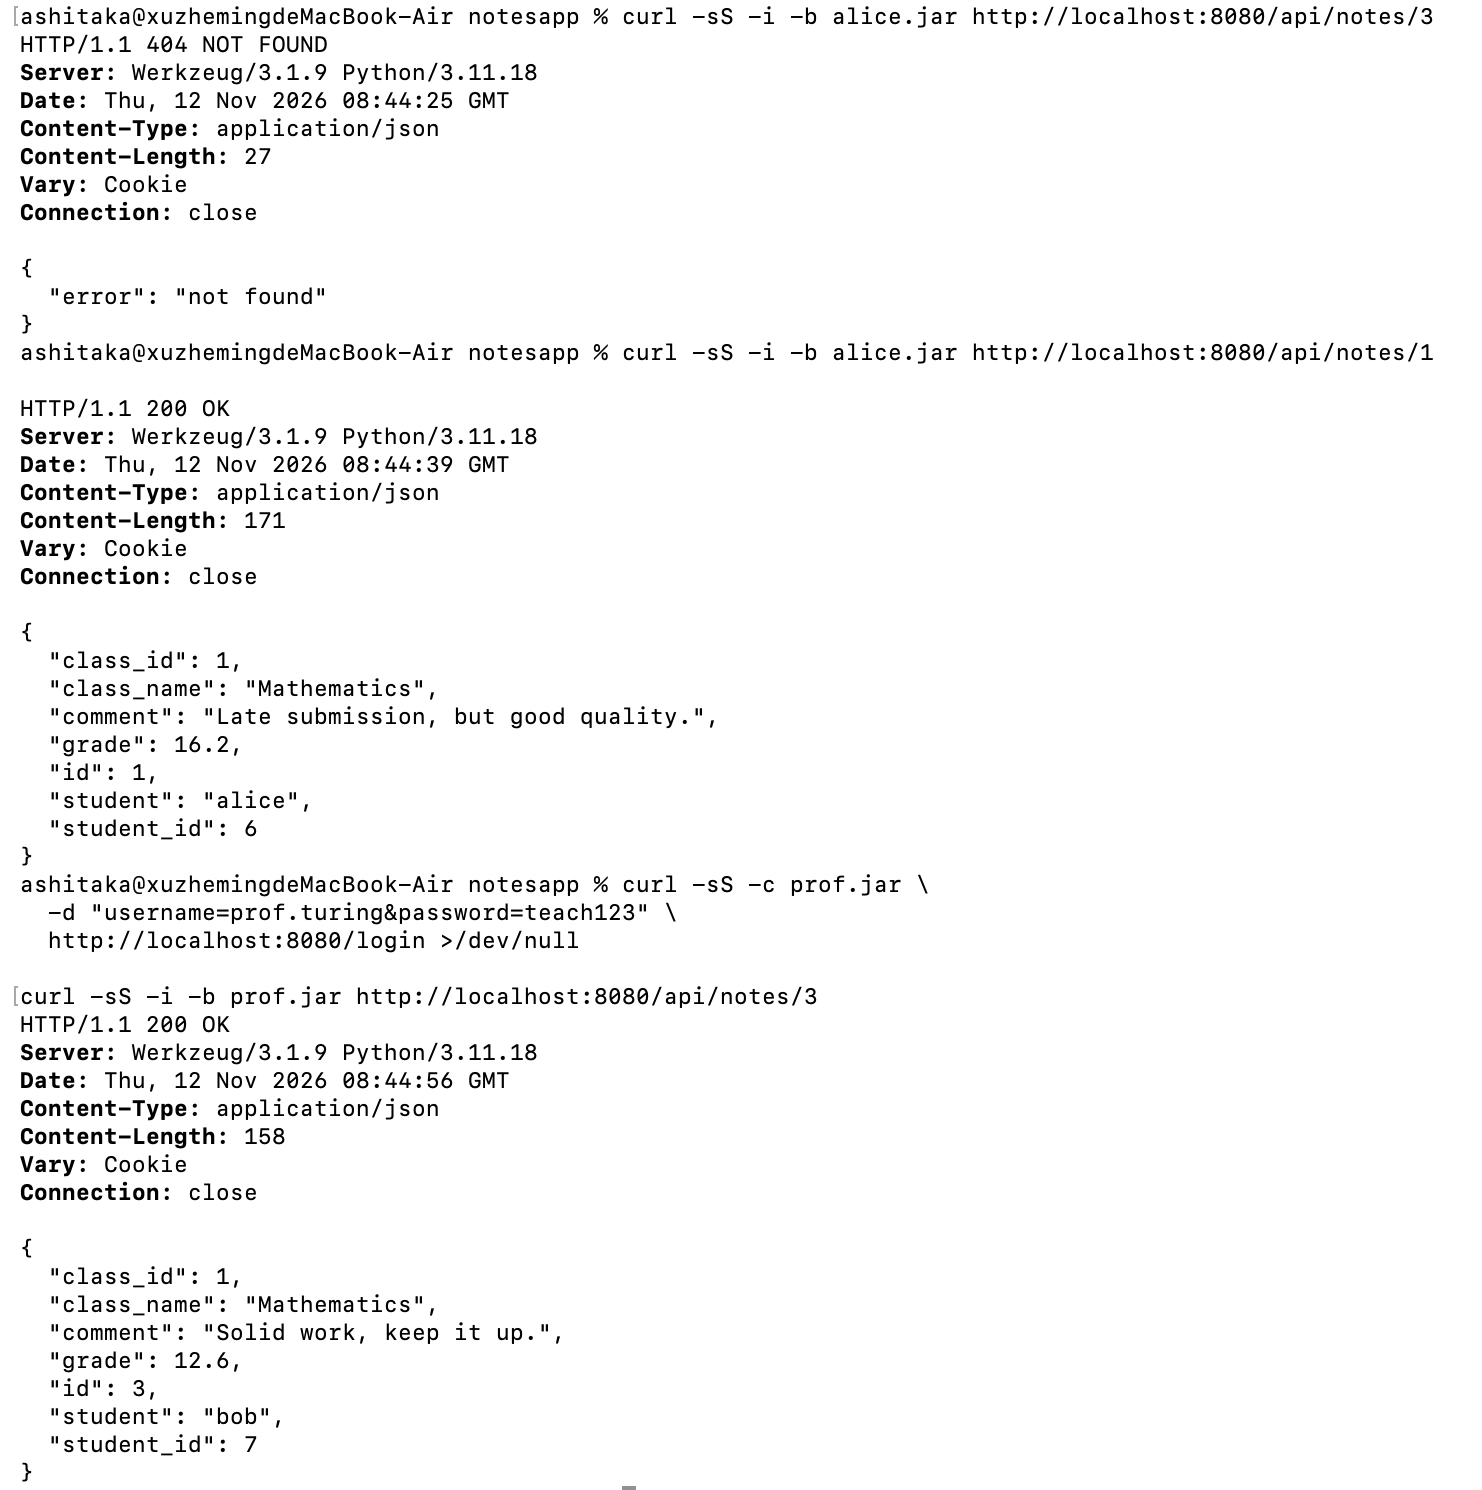 [ashitaka@xuzhemingdeMacBook-Air notesapp % curl -sS -i -b alice.jar http://localhost:8080/api/notes/3
HTTP/1.1 404 NOT FOUND
Server: Werkzeug/3.1.9 Python/3.11.18
Date: Thu, 12 Nov 2026 08:44:25 GMT
Content-Type: application/json
Content-Length: 27
Vary: Cookie
Connection: close

{
  "error": "not found"
}
ashitaka@xuzhemingdeMacBook-Air notesapp % curl -sS -i -b alice.jar http://localhost:8080/api/notes/1

HTTP/1.1 200 OK
Server: Werkzeug/3.1.9 Python/3.11.18
Date: Thu, 12 Nov 2026 08:44:39 GMT
Content-Type: application/json
Content-Length: 171
Vary: Cookie
Connection: close

{
  "class_id": 1,
  "class_name": "Mathematics",
  "comment": "Late submission, but good quality.",
  "grade": 16.2,
  "id": 1,
  "student": "alice",
  "student_id": 6
}
ashitaka@xuzhemingdeMacBook-Air notesapp % curl -sS -c prof.jar \
  -d "username=prof.turing&password=teach123" \
  http://localhost:8080/login >/dev/null

[curl -sS -i -b prof.jar http://localhost:8080/api/notes/3
HTTP/1.1 200 OK
Server: Werkzeug/3.1.9 Python/3.11.18
Date: Thu, 12 Nov 2026 08:44:56 GMT
Content-Type: application/json
Content-Length: 158
Vary: Cookie
Connection: close

{
  "class_id": 1,
  "class_name": "Mathematics",
  "comment": "Solid work, keep it up.",
  "grade": 12.6,
  "id": 3,
  "student": "bob",
  "student_id": 7
}